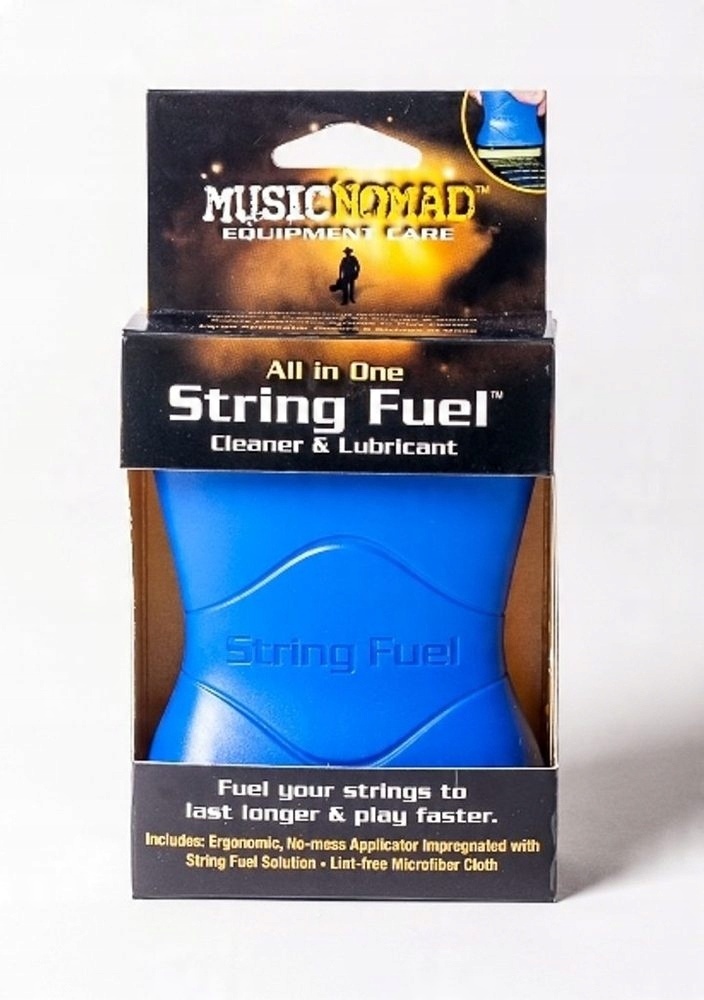 MUSICNOMAD™
EQUIPMENT CARE
All in One
String Fuel™
Cleaner & Lubricant
String Fuel
Fuel your strings to
last longer & play faster.
Includes: Ergonomic, No-mess Applicator Impregnated with
String Fuel Solution • Lint-free Microfiber Cloth